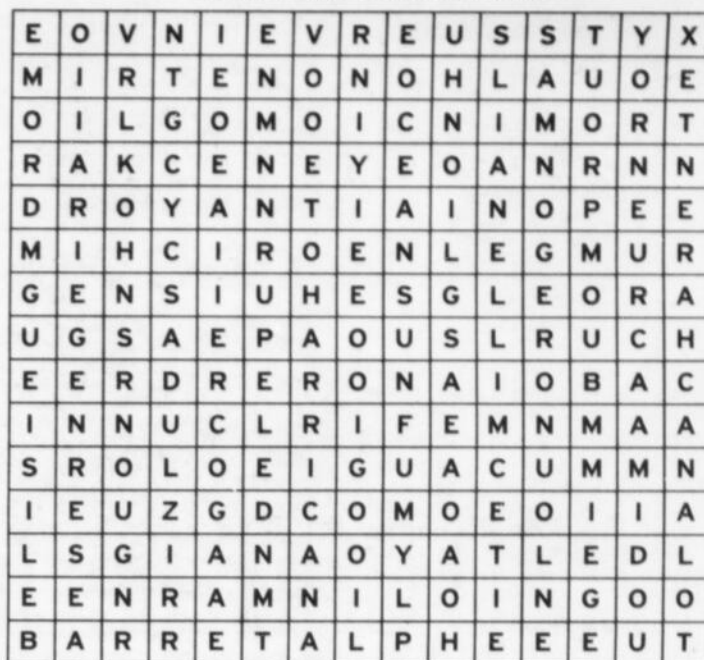 E O V N I E V R E U S S T Y X
M I R T E N O N O H L A U O E
O I L G O M O I C N I M O R T
R A K C E N E Y E O A N R N N
D R O Y A N T I A I N O P E E
M I H C I R O E N L E G M U R
G E N S I U H E S G L E O R A
U G S A E P A O U S L R U C H
E E R D R E R O N A I O B A C
I N N U C L R I F E M N M A A
S R O L O E I G U A C U M M N
I E U Z G D C O M O E O I I A
L S G I A N A O Y A T L E D L
E E N R A M N I L O I N G O O
B A R R E T A L P H E E E U T